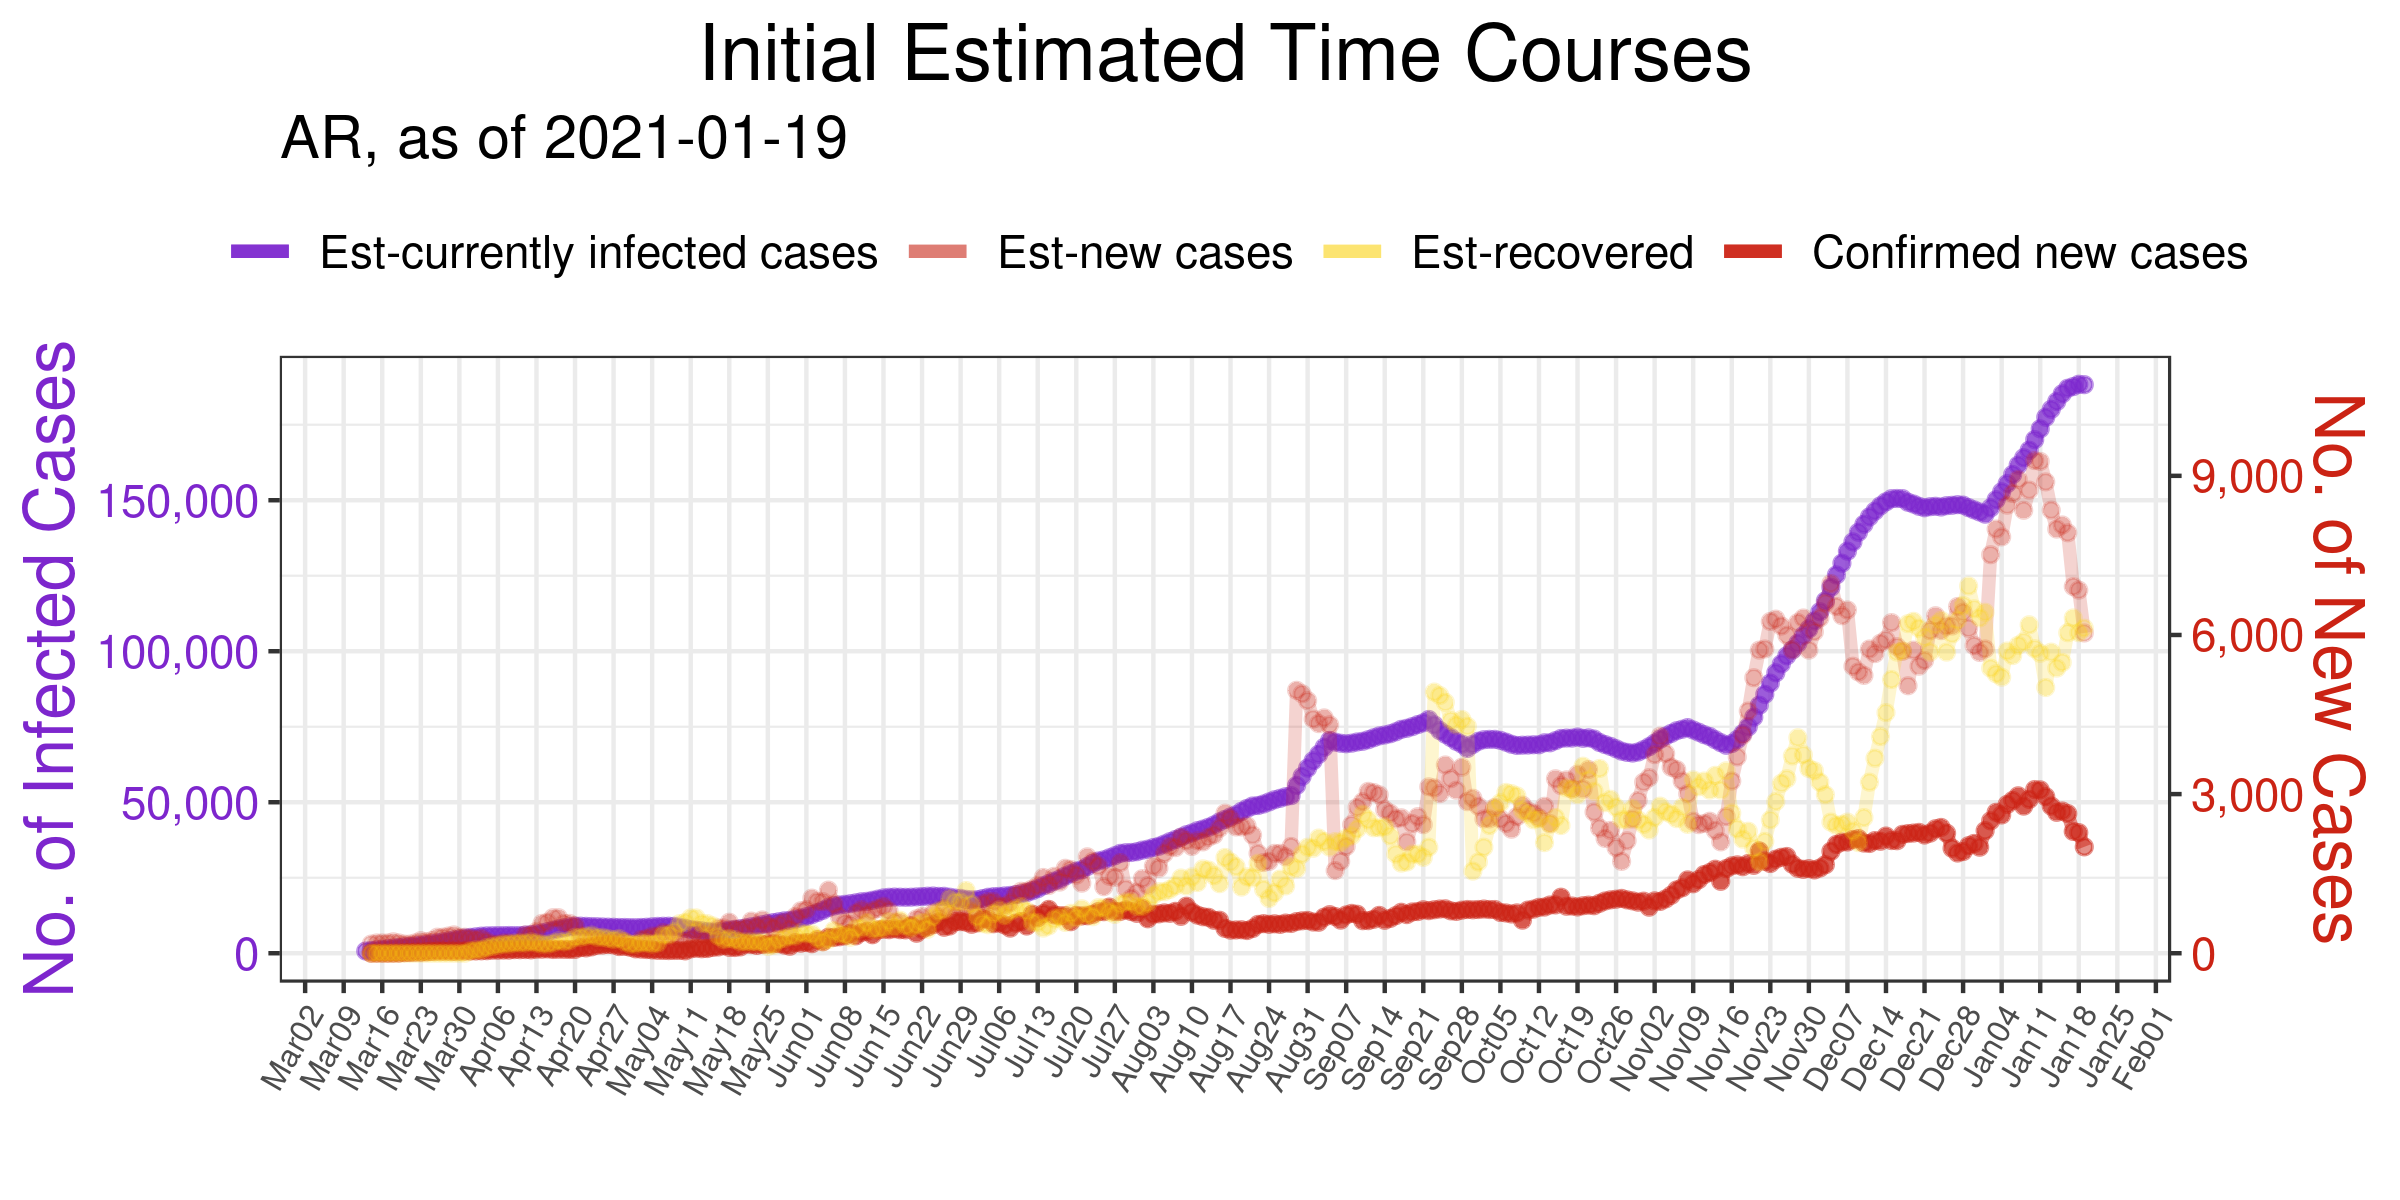 Initial Estimated Time Courses
AR, as of 2021-01-19
Est-currently infected cases Est-new cases Est-recovered Confirmed new cases
No. of Infected Cases
150,000
100,000
50,000
0
9,000
6,000
3,000
0
No. of New Cases
Mar02 Mar09 Mar16 Mar23 Mar30 Apr06 Apr13 Apr20 Apr27 May04 May11 May18 May25 Jun01 Jun08 Jun15 Jun22 Jun29 Jul06 Jul13 Jul20 Jul27 Aug03 Aug10 Aug17 Aug24 Aug31 Sep07 Sep14 Sep21 Sep28 Oct05 Oct12 Oct19 Oct26 Nov02 Nov09 Nov16 Nov23 Nov30 Dec07 Dec14 Dec21 Dec28 Jan04 Jan11 Jan18 Jan25 Feb01